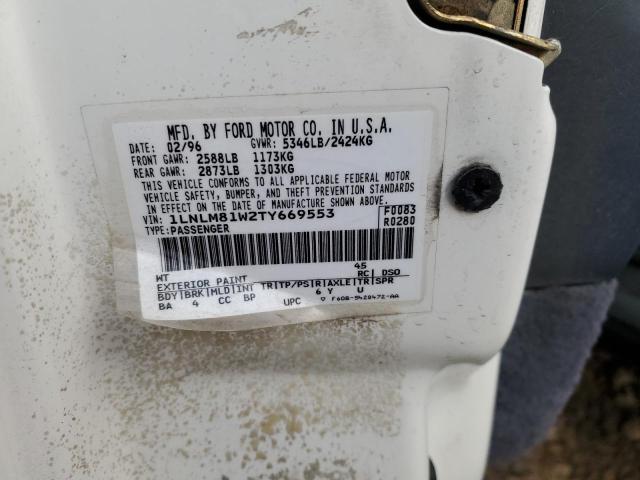 MFD. BY FORD MOTOR CO. IN U.S.A.
DATE: 02/96 GVWR: 5346LB/2424KG
FRONT GAWR: 2588LB 1173KG
REAR GAWR: 2873LB 1303KG
THIS VEHICLE CONFORMS TO ALL APPLICABLE FEDERAL MOTOR
VEHICLE SAFETY, BUMPER, AND THEFT PREVENTION STANDARDS
IN EFFECT ON THE DATE OF MANUFACTURE SHOWN ABOVE.
VIN: 1LNLM81W2TY669553 F0083
TYPE: PASSENGER R0280
WT 45
EXTERIOR PAINT RC DSO
BDY BRK MLD INT TR TP/PS R AXLE TR SPR
BA 4 CC BP 6 Y U
UPC F60B-5420472-AA